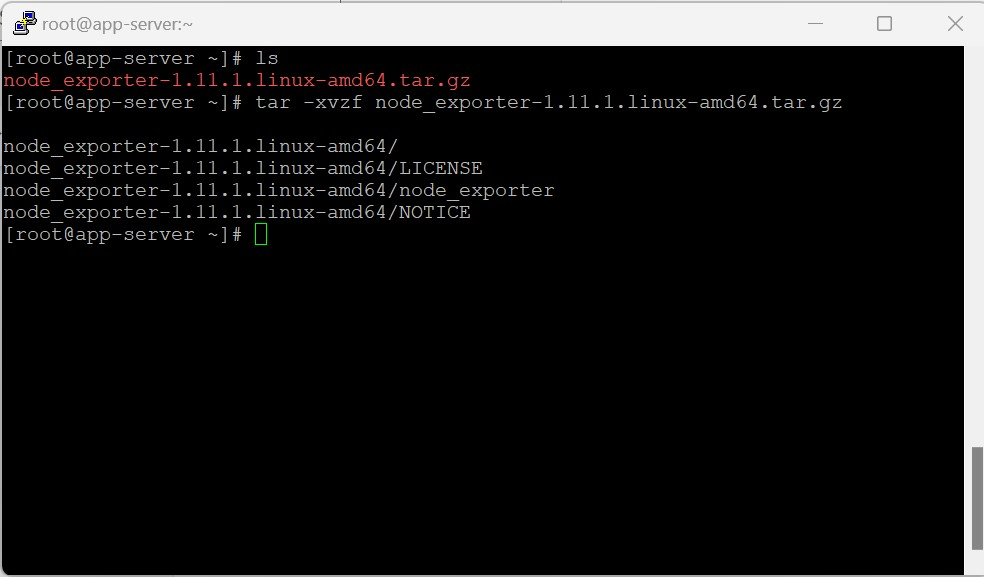 root@app-server:~
[root@app-server ~]# ls
node_exporter-1.11.1.linux-amd64.tar.gz
[root@app-server ~]# tar -xvzf node_exporter-1.11.1.linux-amd64.tar.gz
node_exporter-1.11.1.linux-amd64/
node_exporter-1.11.1.linux-amd64/LICENSE
node_exporter-1.11.1.linux-amd64/node_exporter
node_exporter-1.11.1.linux-amd64/NOTICE
[root@app-server ~]#